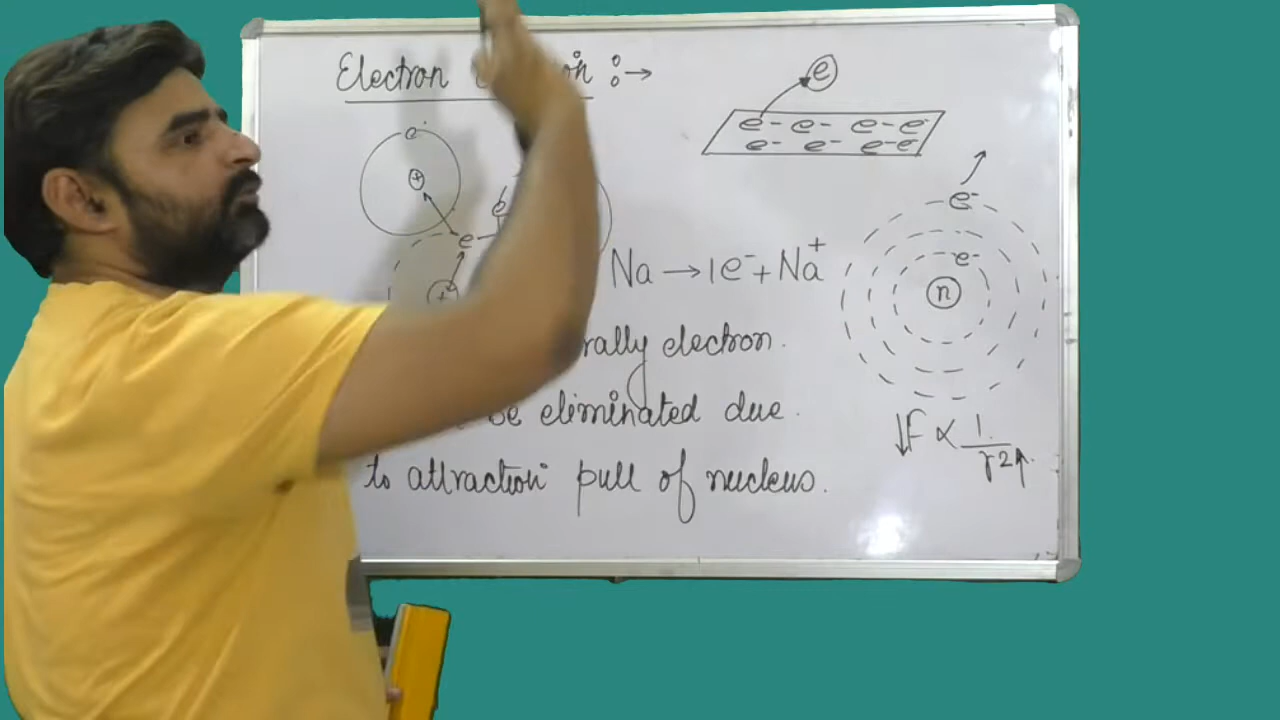 Electron :→
e
e- e- e- e-
e- e- e- e-
e-
+
e-
e-
e
e
n
+
Na → 1e- + Na+
rally electron.
be eliminated due.
to attraction pull of nucleus.
↓F ∝ 1/r2↑